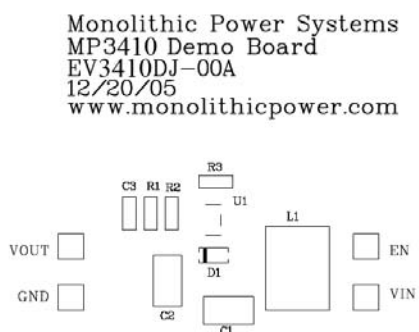 Monolithic Power Systems
MP3410 Demo Board
EV3410DJ-00A
12/20/05
www.monolithicpower.com
R3
C3 R1 R2
U1
L1
VOUT
EN
D1
GND
VIN
C2
C1